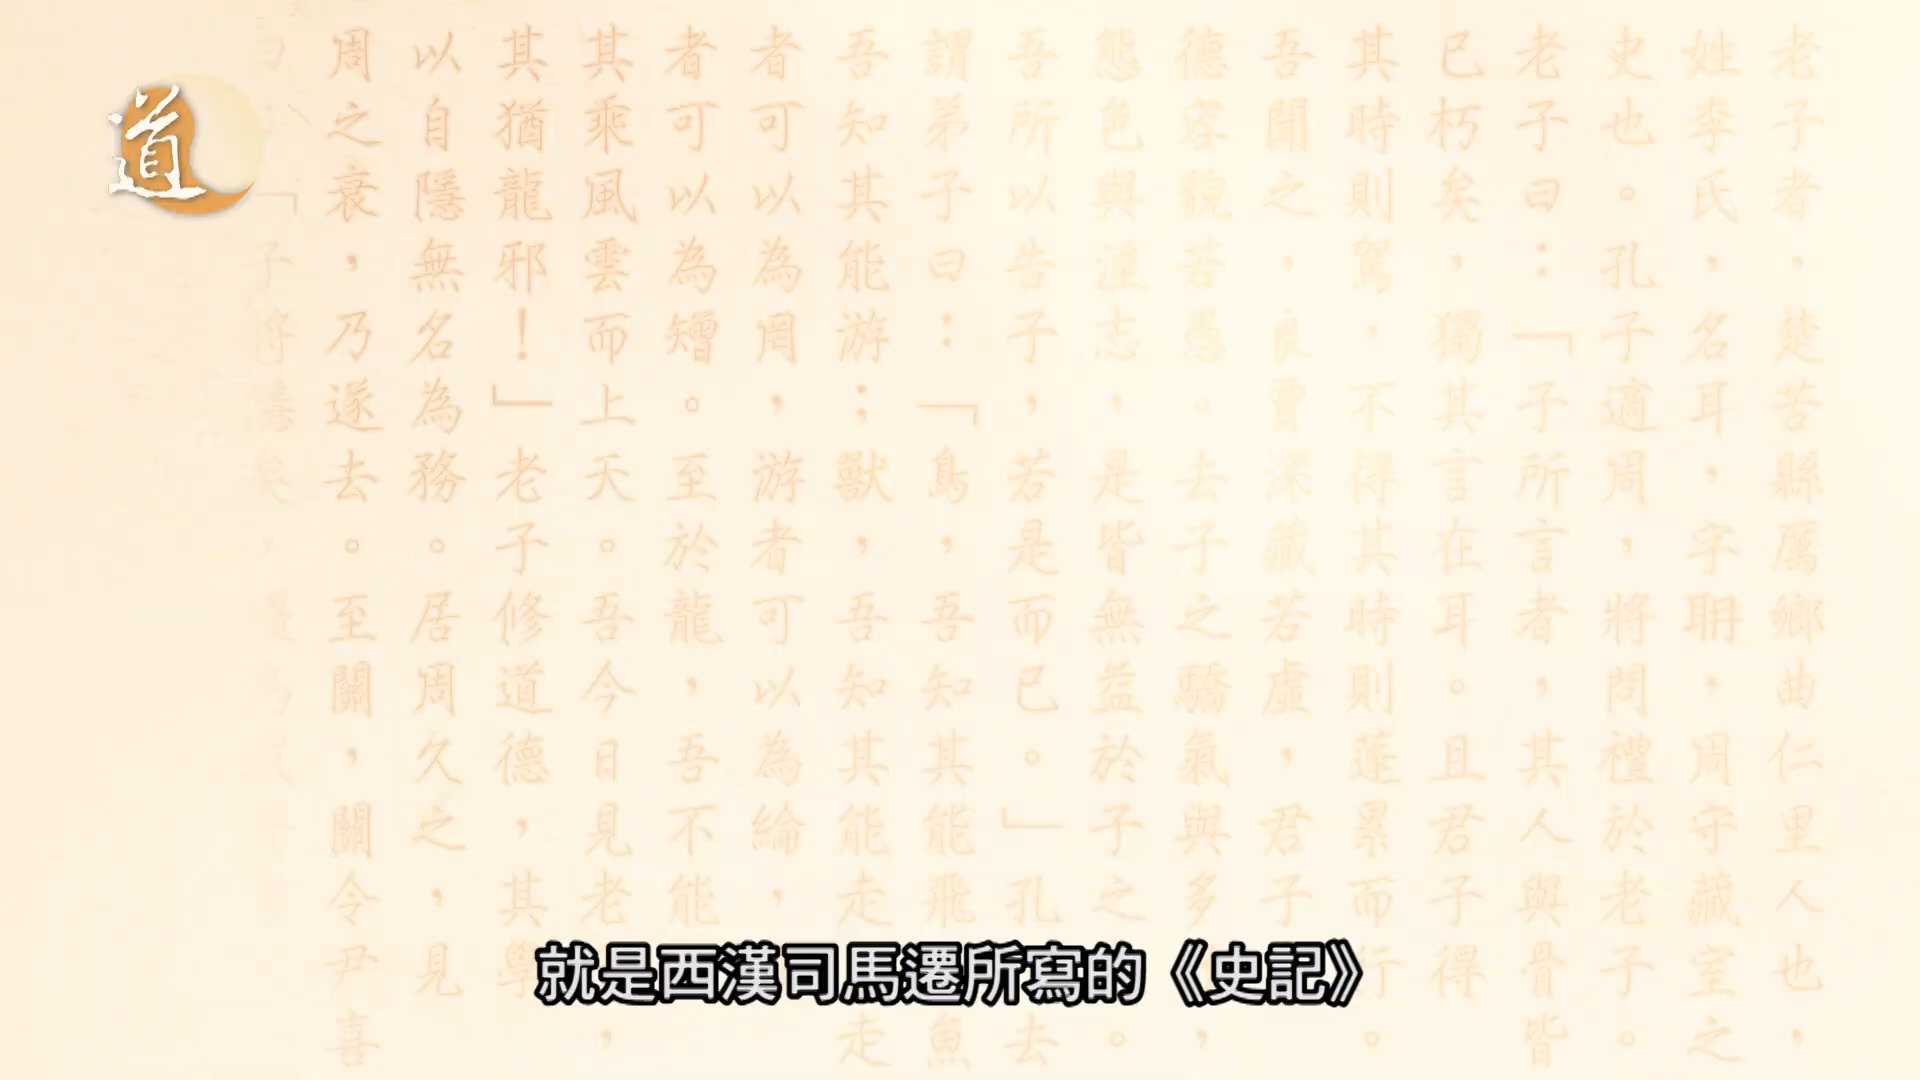 道
老子者，楚苦縣厲鄉曲仁里人也，
姓李氏，名耳，字聃，周守藏室之
史也。孔子適周，將問禮於老子。
老子曰：「子所言者，其人與骨皆
已朽矣，獨其言在耳。且君子得
其時則駕，不得其時則蓬累而行。
吾聞之，良賈深藏若虛，君子
德容貌若愚。去子之驕氣與多，
態色與淫志，是皆無益於子之。
吾所以告子，若是而已。」孔去
謂弟子曰：「鳥，吾知其能飛魚
吾知其能游；獸，吾知其能走走
者可以為罔，游者可以為綸，
者可以為矰。至於龍，吾不能
其乘風雲而上天。吾今日見老，
其猶龍邪！」老子修道德，其學
以自隱無名為務。居周久之，見
周之衰，乃遂去。至關，關令尹喜
「子將隱矣，
就是西漢司馬遷所寫的《史記》